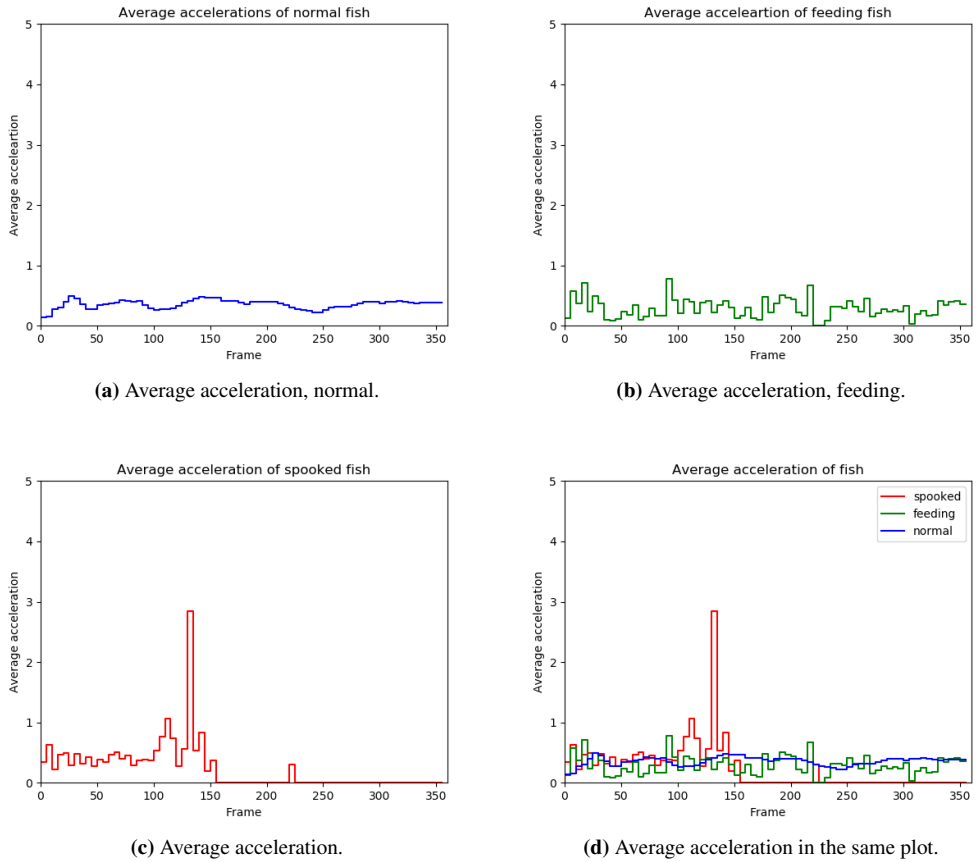 Average accelerations of normal fish
5
4
3
2
1
0
Average acceleartion
0 50 100 150 200 250 300 350
Frame
(a) Average acceleration, normal.
Average acceleartion of feeding fish
5
4
3
2
1
0
Average acceleration
0 50 100 150 200 250 300 350
Frame
(b) Average acceleration, feeding.
Average acceleration of spooked fish
5
4
3
2
1
0
Average acceleration
0 50 100 150 200 250 300 350
Frame
(c) Average acceleration.
Average acceleration of fish
5
4
3
2
1
0
Average acceleration
spooked
feeding
normal
0 50 100 150 200 250 300 350
Frame
(d) Average acceleration in the same plot.